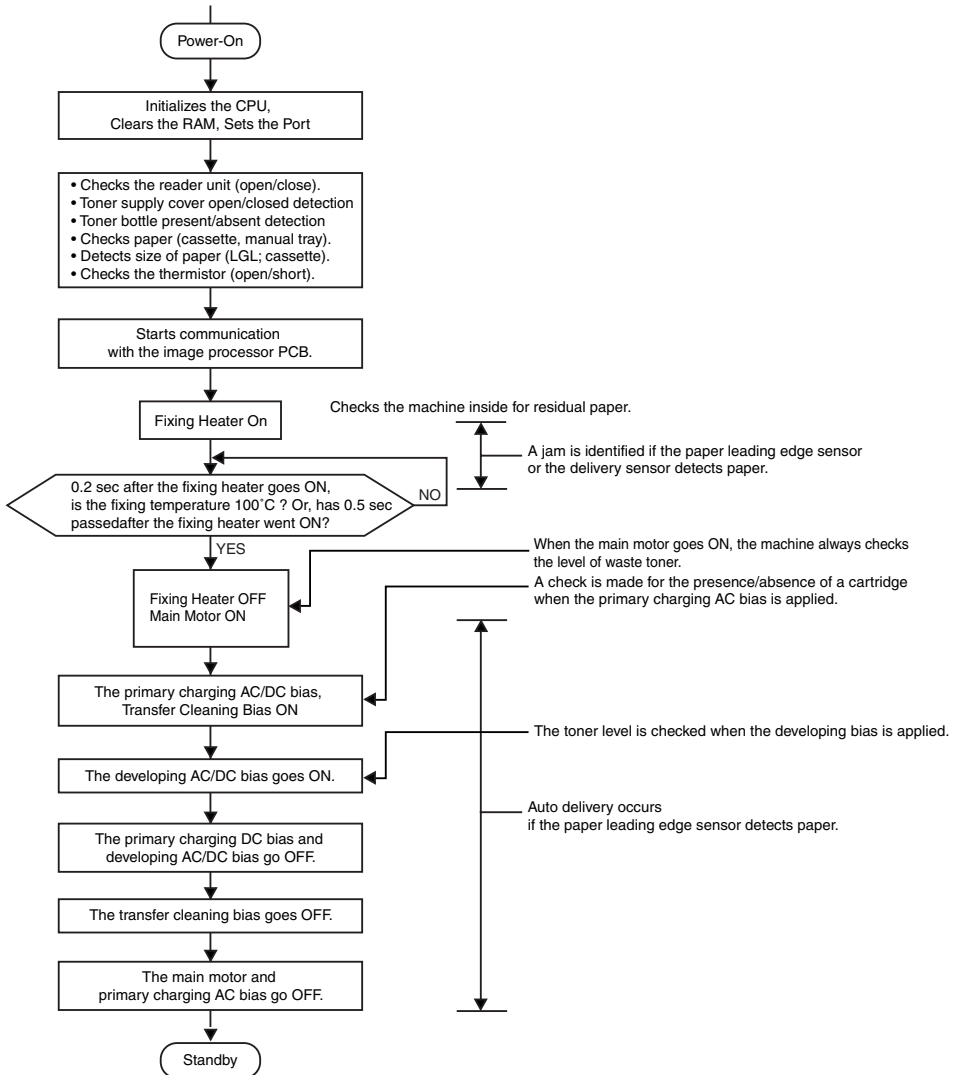 Power-On
Initializes the CPU,
Clears the RAM, Sets the Port
• Checks the reader unit (open/close).
• Toner supply cover open/closed detection
• Toner bottle present/absent detection
• Checks paper (cassette, manual tray).
• Detects size of paper (LGL; cassette).
• Checks the thermistor (open/short).
Starts communication
with the image processor PCB.
Fixing Heater On
Checks the machine inside for residual paper.
A jam is identified if the paper leading edge sensor
or the delivery sensor detects paper.
0.2 sec after the fixing heater goes ON,
is the fixing temperature 100˚C ? Or, has 0.5 sec
passedafter the fixing heater went ON?
NO
YES
When the main motor goes ON, the machine always checks
the level of waste toner.
Fixing Heater OFF
Main Motor ON
A check is made for the presence/absence of a cartridge
when the primary charging AC bias is applied.
The primary charging AC/DC bias,
Transfer Cleaning Bias ON
The toner level is checked when the developing bias is applied.
The developing AC/DC bias goes ON.
Auto delivery occurs
if the paper leading edge sensor detects paper.
The primary charging DC bias and
developing AC/DC bias go OFF.
The transfer cleaning bias goes OFF.
The main motor and
primary charging AC bias go OFF.
Standby